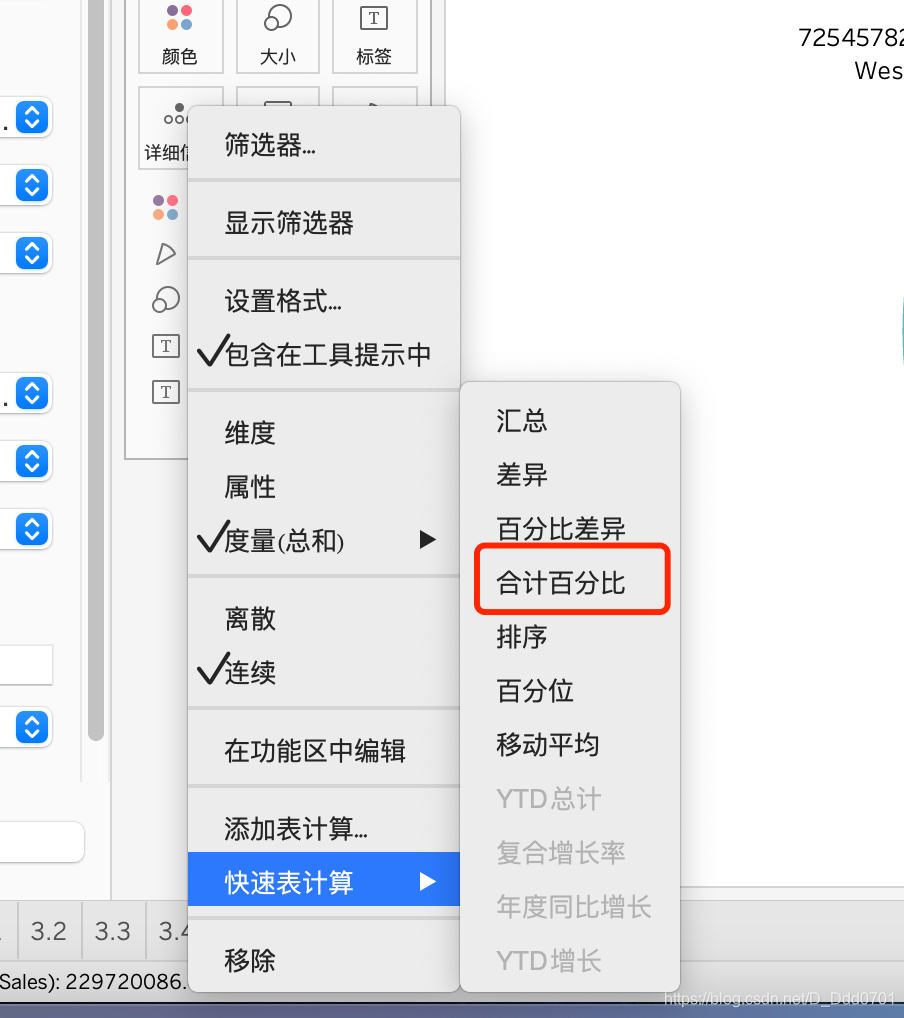 颜色
大小
标签
72545782
Wes
详细信
T
T
T
筛选器...
显示筛选器
设置格式...
包含在工具提示中
维度
属性
度量(总和)
离散
连续
在功能区中编辑
添加表计算...
快速表计算
移除
汇总
差异
百分比差异
合计百分比
排序
百分位
移动平均
YTD总计
复合增长率
年度同比增长
YTD增长
3.2
3.3
3.4
Sales): 229720086.
https://blog.csdn.net/D_Ddd0701